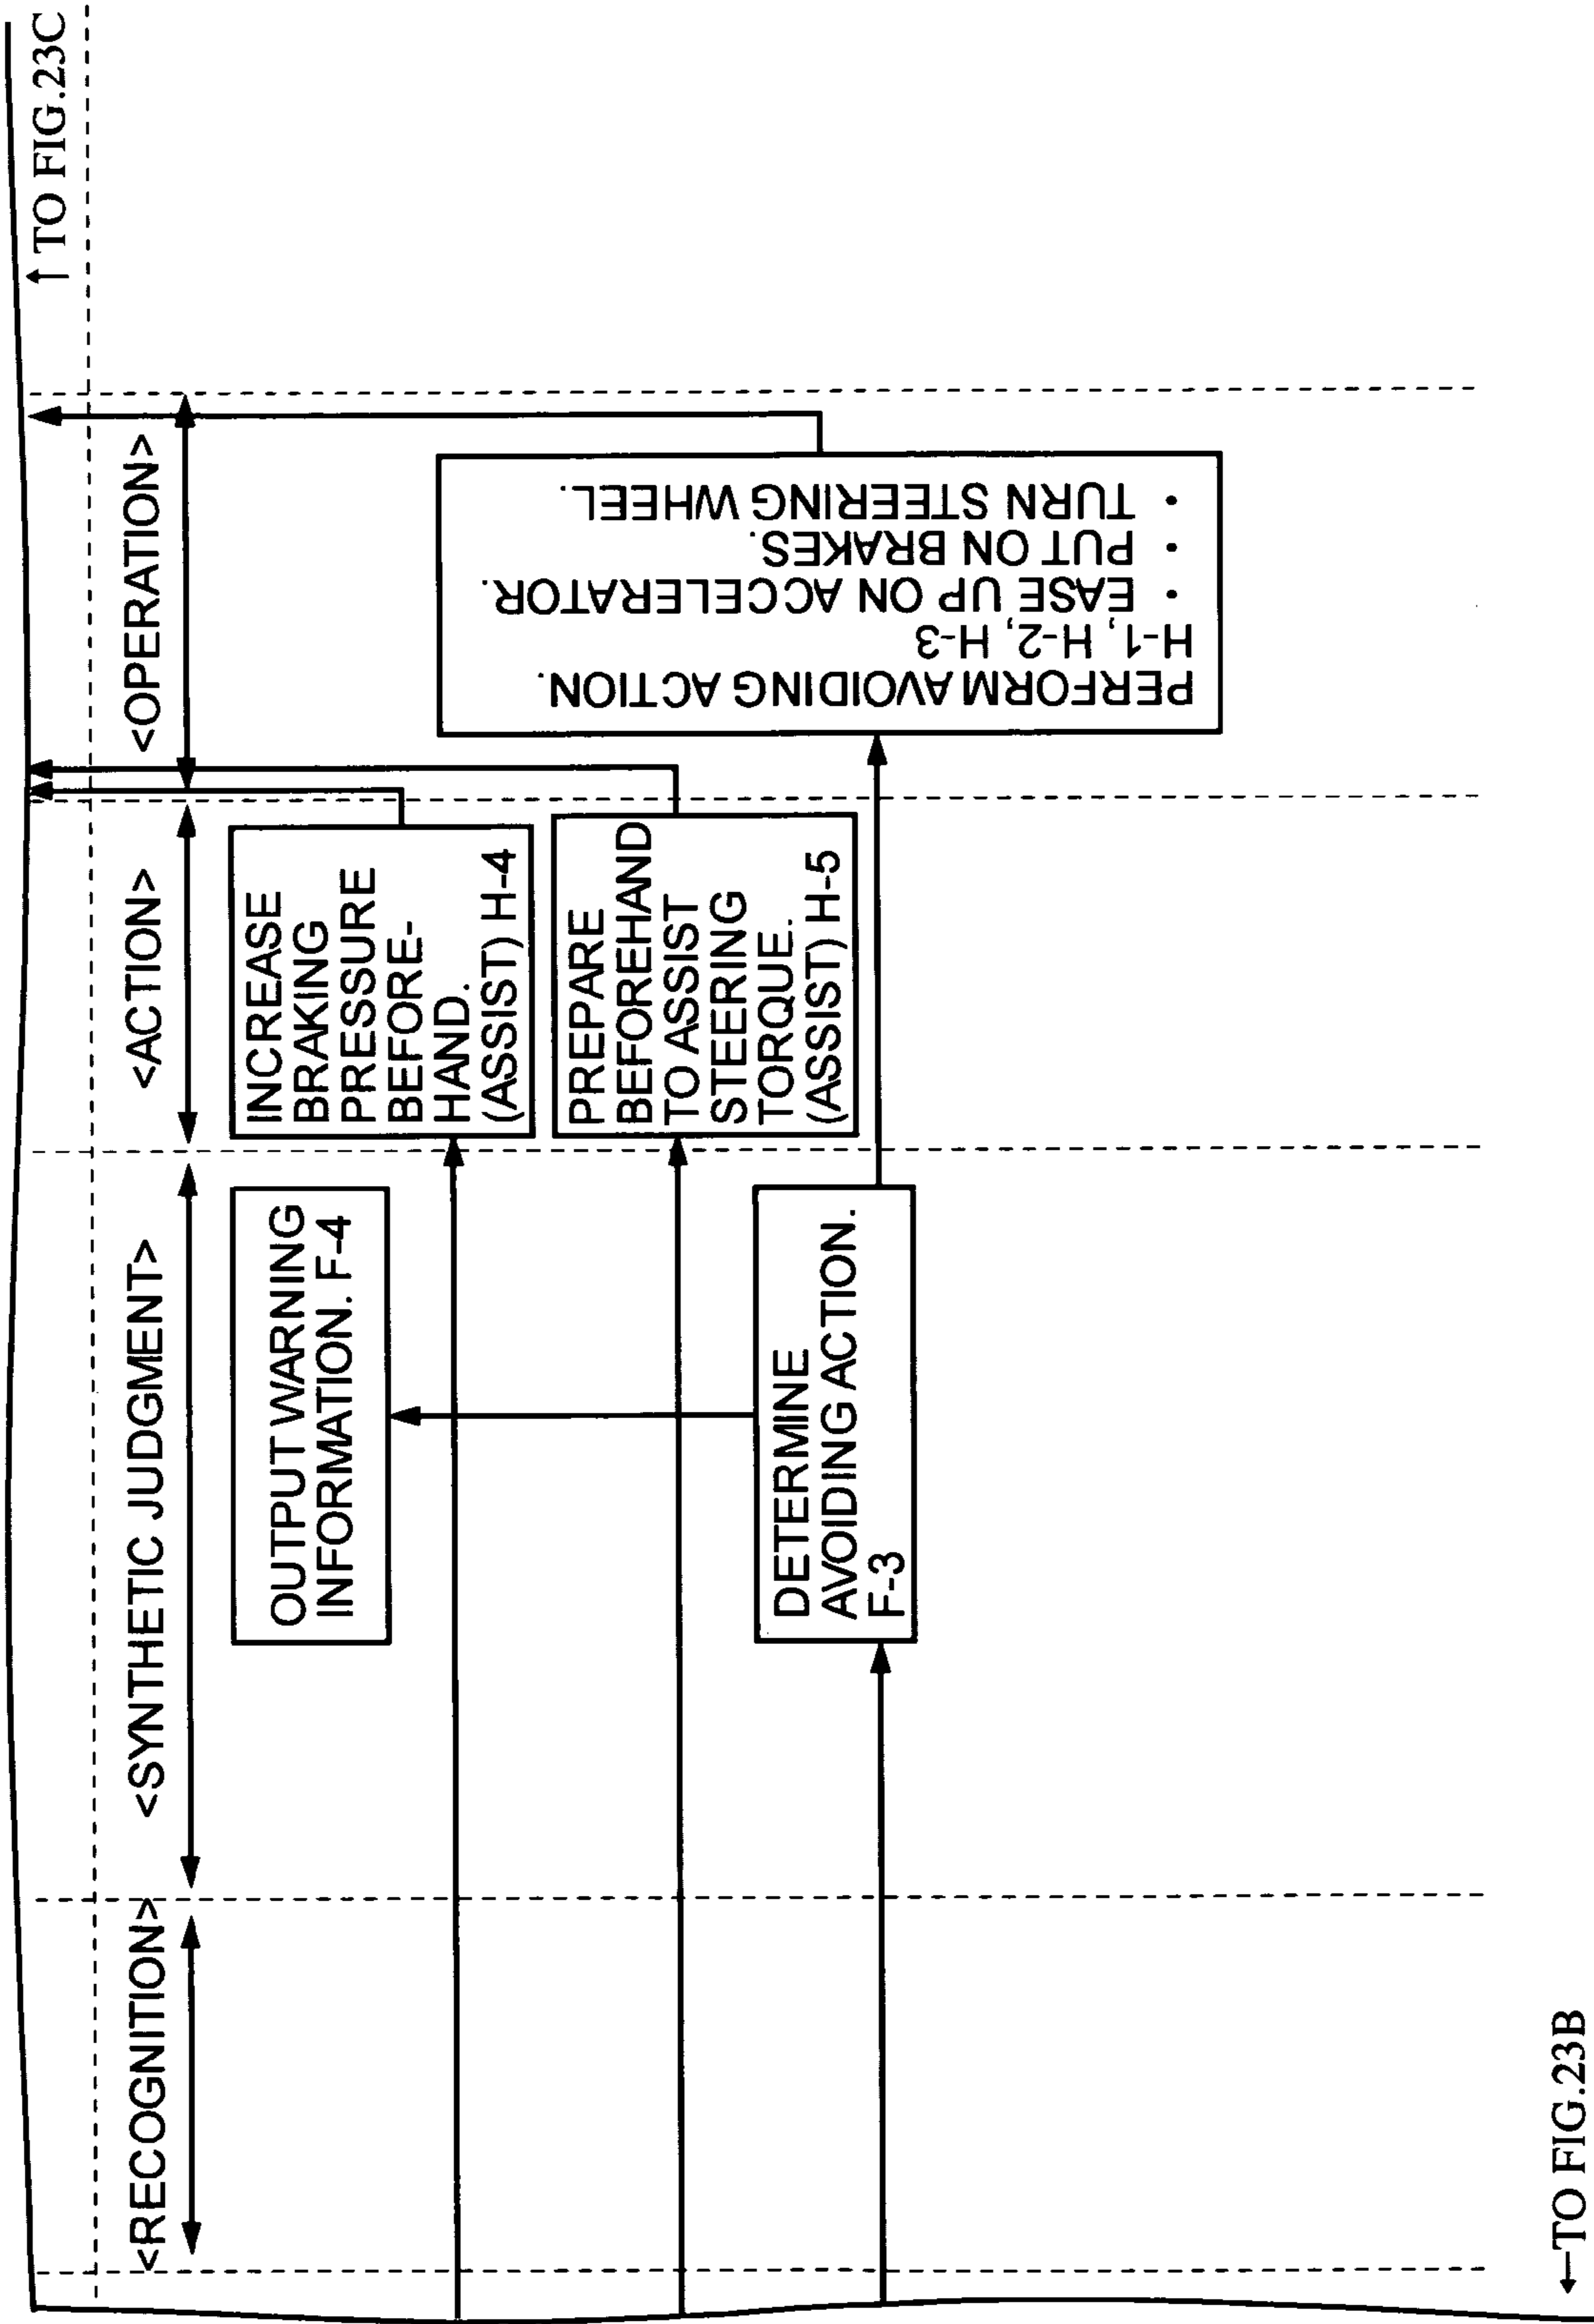 ↑ TO FIG.23C
<RECOGNITION>
<SYNTHETIC JUDGMENT>
<ACTION>
<OPERATION>
OUTPUT WARNING
INFORMATION. F-4
INCREASE
BRAKING
PRESSURE
BEFORE-
HAND.
(ASSIST) H-4
PREPARE
BEFOREHAND
TO ASSIST
STEERING
TORQUE.
(ASSIST) H-5
DETERMINE
AVOIDING ACTION.
F-3
PERFORM AVOIDING ACTION.
H-1, H-2, H-3
• EASE UP ON ACCELERATOR.
• PUT ON BRAKES.
• TURN STEERING WHEEL.
←TO FIG.23B